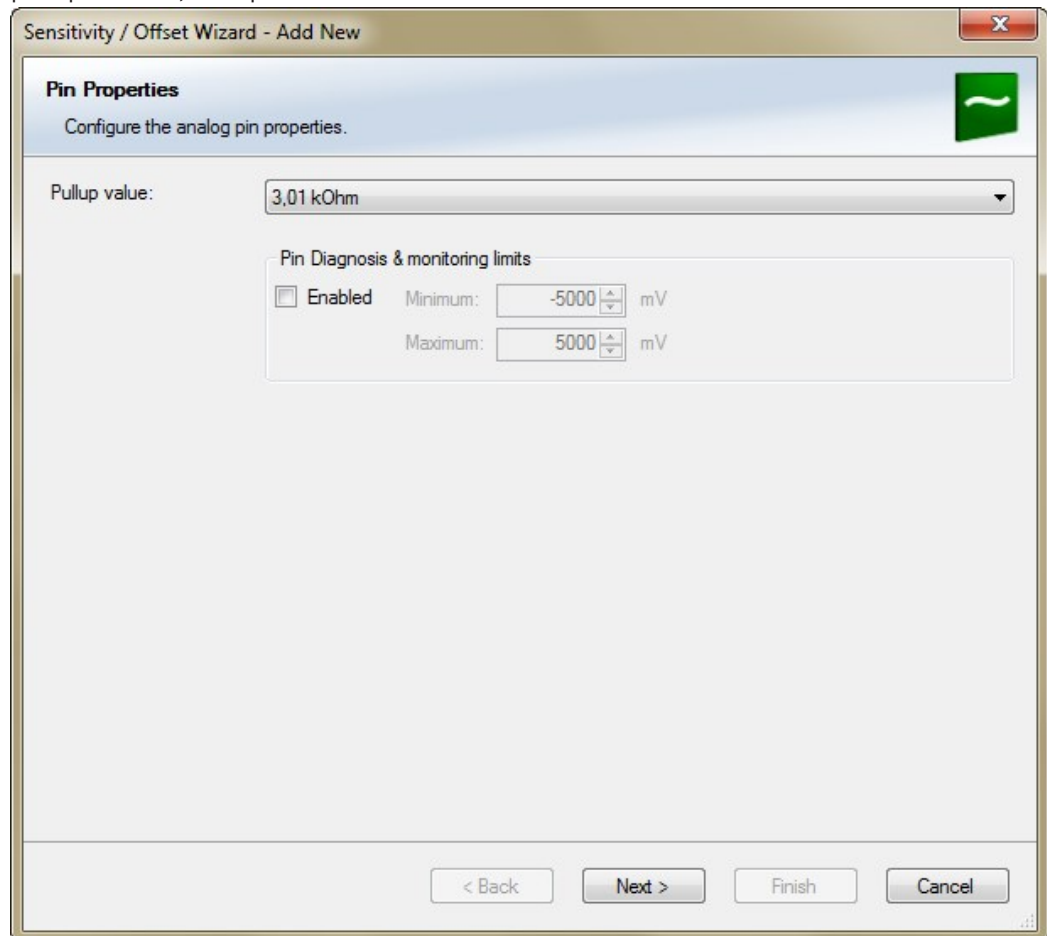 Sensitivity / Offset Wizard - Add New
Pin Properties
Configure the analog pin properties.
Pullup value:
3,01 kOhm
Pin Diagnosis & monitoring limits
Enabled
Minimum: -5000 mV
Maximum: 5000 mV
< Back Next > Finish Cancel